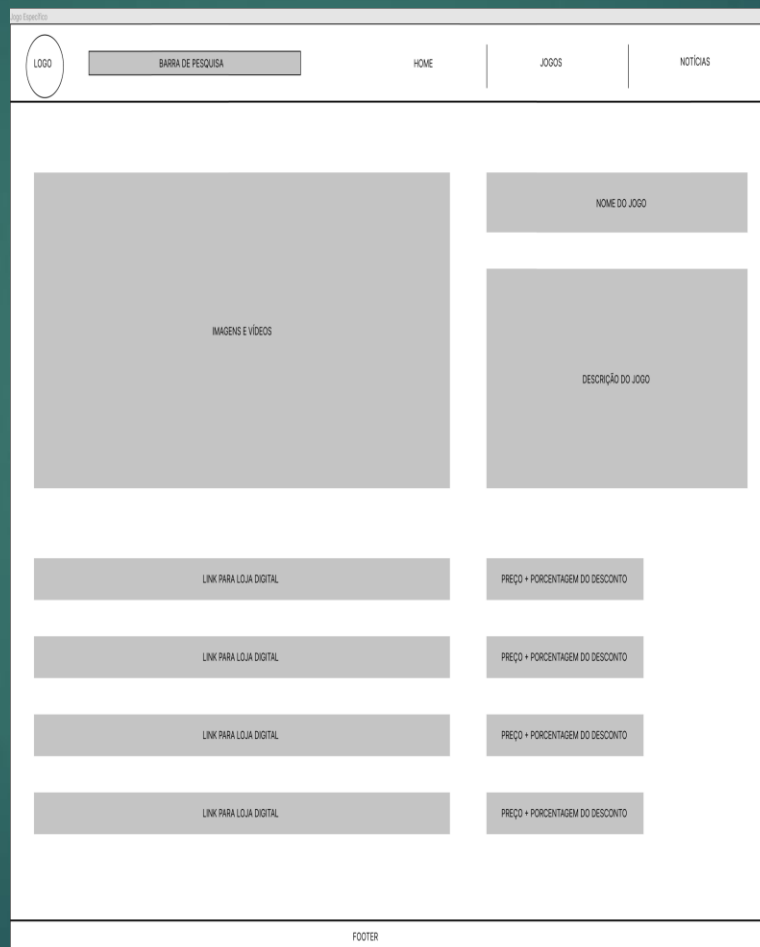 Jogo Específico
LOGO
BARRA DE PESQUISA
HOME
JOGOS
NOTÍCIAS
IMAGENS E VÍDEOS
NOME DO JOGO
DESCRIÇÃO DO JOGO
LINK PARA LOJA DIGITAL
PREÇO + PORCENTAGEM DO DESCONTO
LINK PARA LOJA DIGITAL
PREÇO + PORCENTAGEM DO DESCONTO
LINK PARA LOJA DIGITAL
PREÇO + PORCENTAGEM DO DESCONTO
LINK PARA LOJA DIGITAL
PREÇO + PORCENTAGEM DO DESCONTO
FOOTER